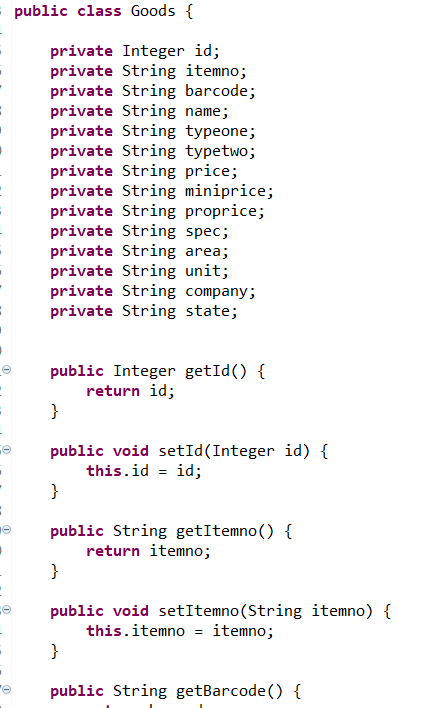 public class Goods {
private Integer id;
private String itemno;
private String barcode;
private String name;
private String typeone;
private String typetwo;
private String price;
private String miniprice;
private String proprice;
private String spec;
private String area;
private String unit;
private String company;
private String state;
public Integer getId() {
return id;
}
public void setId(Integer id) {
this.id = id;
}
public String getItemno() {
return itemno;
}
public void setItemno(String itemno) {
this.itemno = itemno;
}
public String getBarcode() {